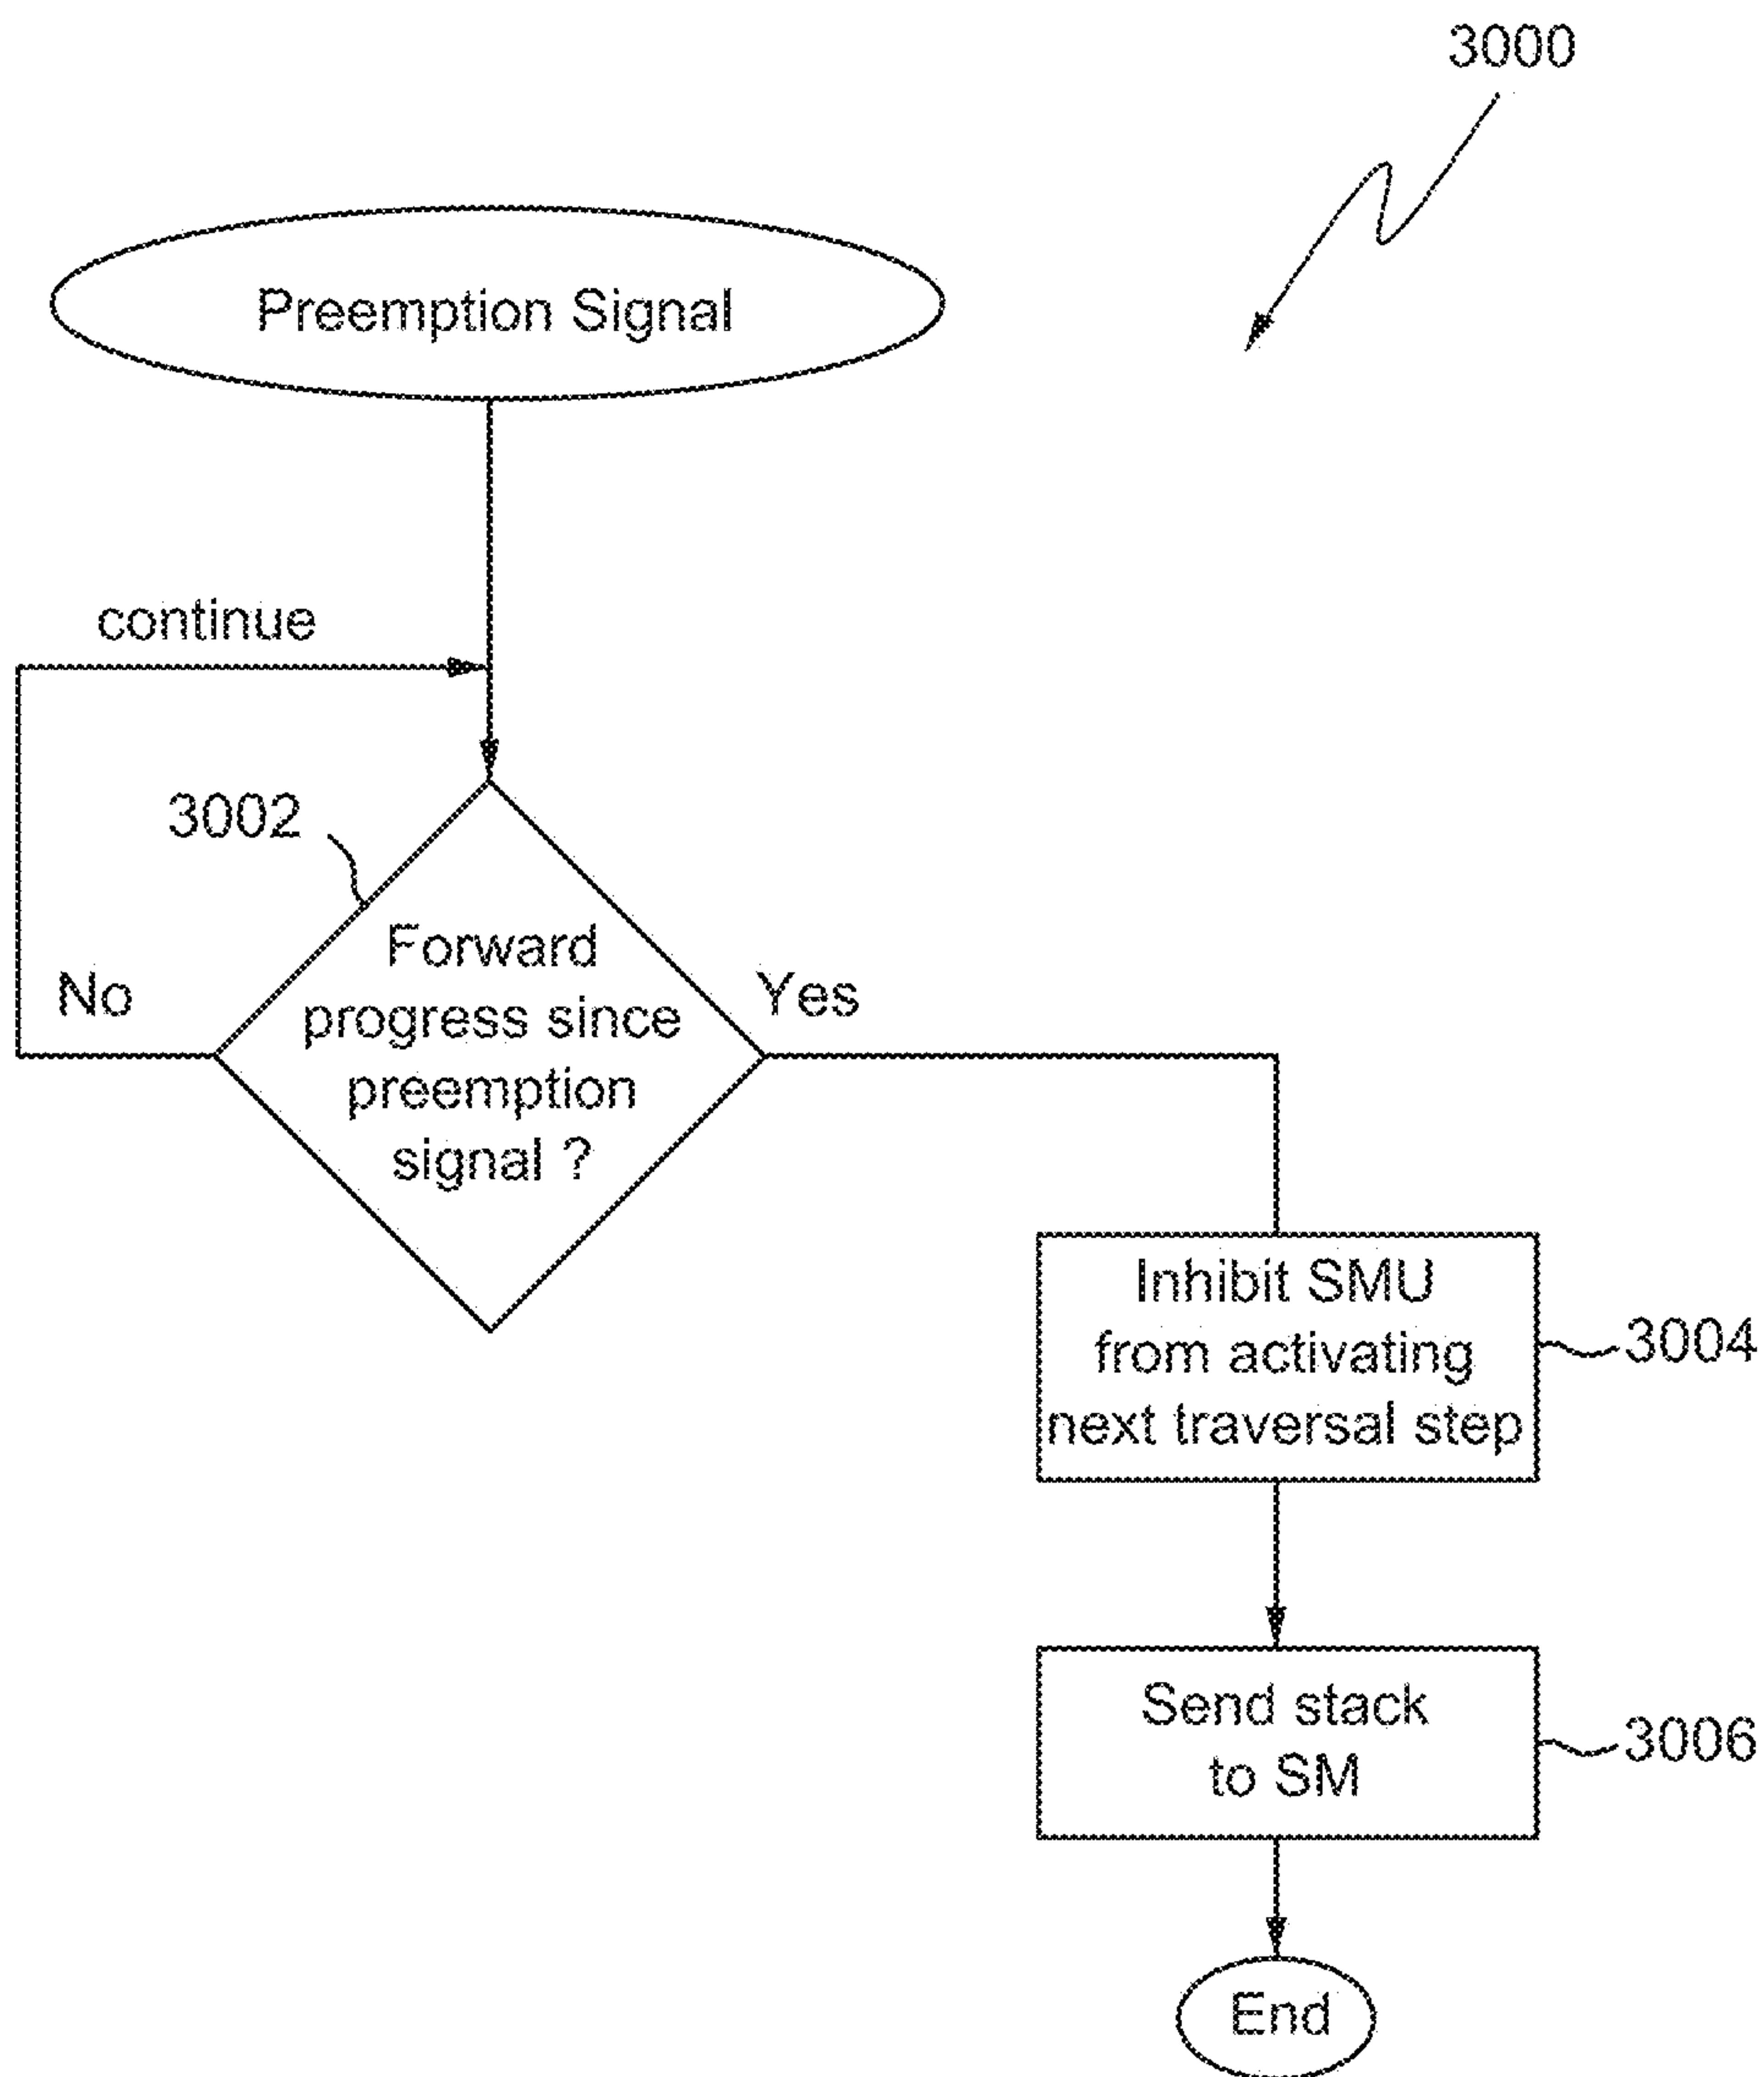 3000
Preemption Signal
continue
3002
Forward
progress since
preemption
signal ?
No
Yes
Inhibit SMU
from activating
next traversal step
3004
Send stack
to SM
3006
End